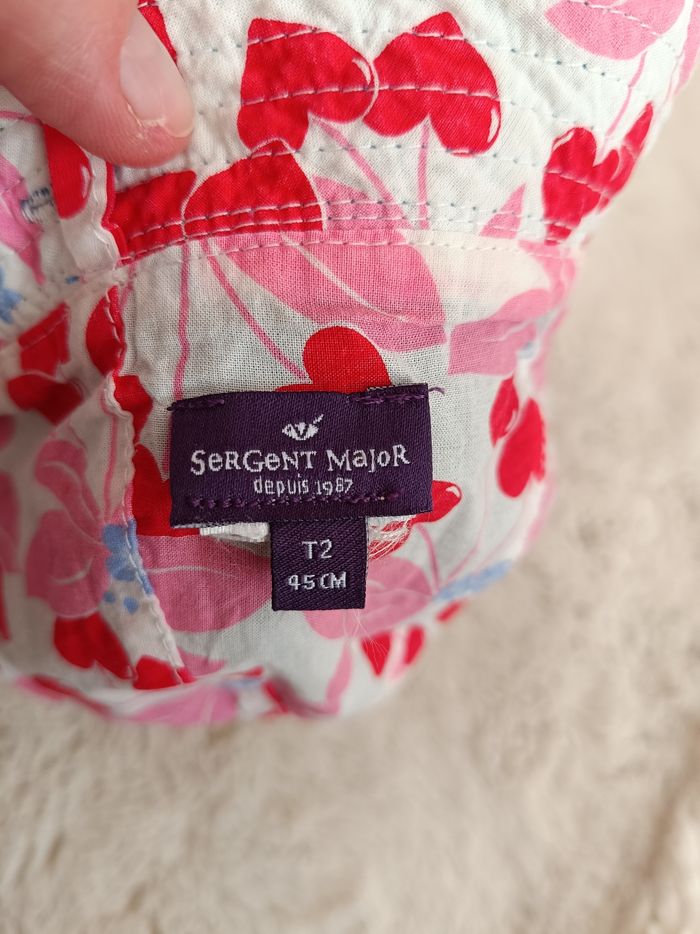 SeRGeNT MaJoR
depuis 1987
T2
45 CM